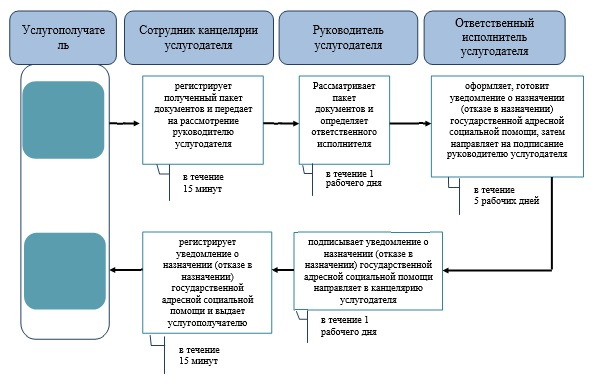 Услугополучате
ль
Сотрудник канцелярии
услугодателя
Руководитель
услугодателя
Ответственный
исполнитель
услугодателя
регистрирует
полученный пакет
документов и передает
на рассмотрение
руководителю
услугодателя
Рассматривает
пакет
документов и
определяет
ответственного
исполнителя
оформляет, готовит
уведомление о назначении
(отказе в назначении)
государственной адресной
социальной помощи, затем
направляет на подписание
руководителю услугодателя
в течение
15 минут
в течение 1
рабочего дня
в течение
5 рабочих дней
регистрирует
уведомление о
назначении (отказе в
назначении)
государственной
адресной социальной
помощи и выдает
услугополучателю
подписывает уведомление о
назначении (отказе в
назначении) государственной
адресной социальной помощи
направляет в канцелярию
услугодателя
в течение 1
рабочего дня
в течение
15 минут